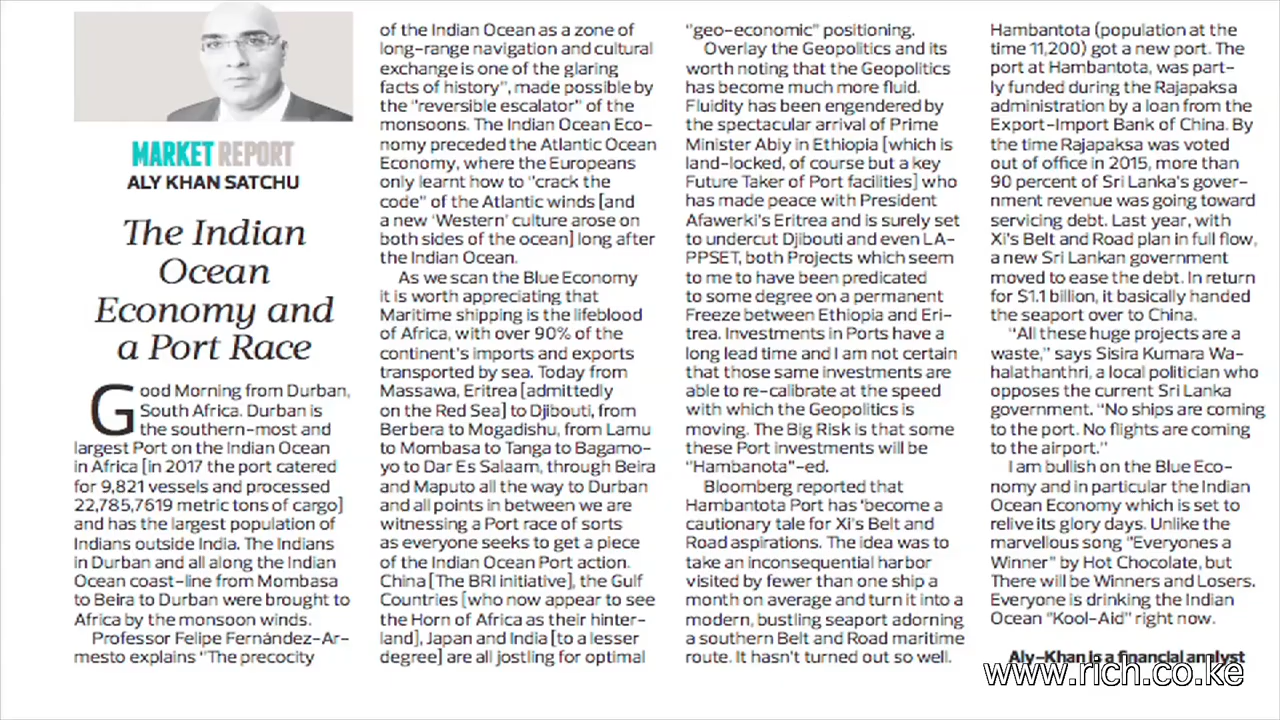 MARKET REPORT
ALY KHAN SATCHU
The Indian
Ocean
Economy and
a Port Race
Good Morning from Durban,
South Africa. Durban is
the southern-most and
largest Port on the Indian Ocean
in Africa [in 2017 the port catered
for 9,821 vessels and processed
22,785,7619 metric tons of cargo]
and has the largest population of
Indians outside India. The Indians
in Durban and all along the Indian
Ocean coast-line from Mombasa
to Beira to Durban were brought to
Africa by the monsoon winds.
Professor Felipe Fernández-Ar-
mesto explains "The precocity
of the Indian Ocean as a zone of
long-range navigation and cultural
exchange is one of the glaring
facts of history", made possible by
the "reversible escalator" of the
monsoons. The Indian Ocean Eco-
nomy preceded the Atlantic Ocean
Economy, where the Europeans
only learnt how to "crack the
code" of the Atlantic winds [and
a new 'Western' culture arose on
both sides of the ocean] long after
the Indian Ocean.
As we scan the Blue Economy
it is worth appreciating that
Maritime shipping is the lifeblood
of Africa, with over 90% of the
continent's imports and exports
transported by sea. Today from
Massawa, Eritrea [admittedly
on the Red Sea] to Djibouti, from
Berbera to Mogadishu, from Lamu
to Mombasa to Tanga to Bagamo-
yo to Dar Es Salaam, through Beira
and Maputo all the way to Durban
and all points in between we are
witnessing a Port race of sorts
as everyone seeks to get a piece
of the Indian Ocean Port action.
China [The BRI initiative], the Gulf
Countries [who now appear to see
the Horn of Africa as their hinter-
land], Japan and India [to a lesser
degree] are all jostling for optimal
"geo-economic" positioning.
Overlay the Geopolitics and its
worth noting that the Geopolitics
has become much more fluid.
Fluidity has been engendered by
the spectacular arrival of Prime
Minister Abiy in Ethiopia [which is
land-locked, of course but a key
Future Taker of Port facilities] who
has made peace with President
Afawerki's Eritrea and is surely set
to undercut Djibouti and even LA-
PPSET, both Projects which seem
to me to have been predicated
to some degree on a permanent
Freeze between Ethiopia and Eri-
trea. Investments in Ports have a
long lead time and I am not certain
that those same investments are
able to re-calibrate at the speed
with which the Geopolitics is
moving. The Big Risk is that some
these Port investments will be
"Hambanota"-ed.
Bloomberg reported that
Hambantota Port has 'become a
cautionary tale for Xi's Belt and
Road aspirations. The idea was to
take an inconsequential harbor
visited by fewer than one ship a
month on average and turn it into a
modern, bustling seaport adorning
a southern Belt and Road maritime
route. It hasn't turned out so well.
Hambantota (population at the
time 11,200) got a new port. The
port at Hambantota, was part-
ly funded during the Rajapaksa
administration by a loan from the
Export-Import Bank of China. By
the time Rajapaksa was voted
out of office in 2015, more than
90 percent of Sri Lanka's gover-
nment revenue was going toward
servicing debt. Last year, with
Xi's Belt and Road plan in full flow,
a new Sri Lankan government
moved to ease the debt. In return
for $1.1 billion, it basically handed
the seaport over to China.
"All these huge projects are a
waste," says Sisira Kumara Wa-
halathanthri, a local politician who
opposes the current Sri Lanka
government. "No ships are coming
to the port. No flights are coming
to the airport."
I am bullish on the Blue Eco-
nomy and in particular the Indian
Ocean Economy which is set to
relive its glory days. Unlike the
marvellous song "Everyones a
Winner" by Hot Chocolate, but
There will be Winners and Losers.
Everyone is drinking the Indian
Ocean "Kool-Aid" right now.
Aly-Khan is a financial analyst
www.rich.co.ke